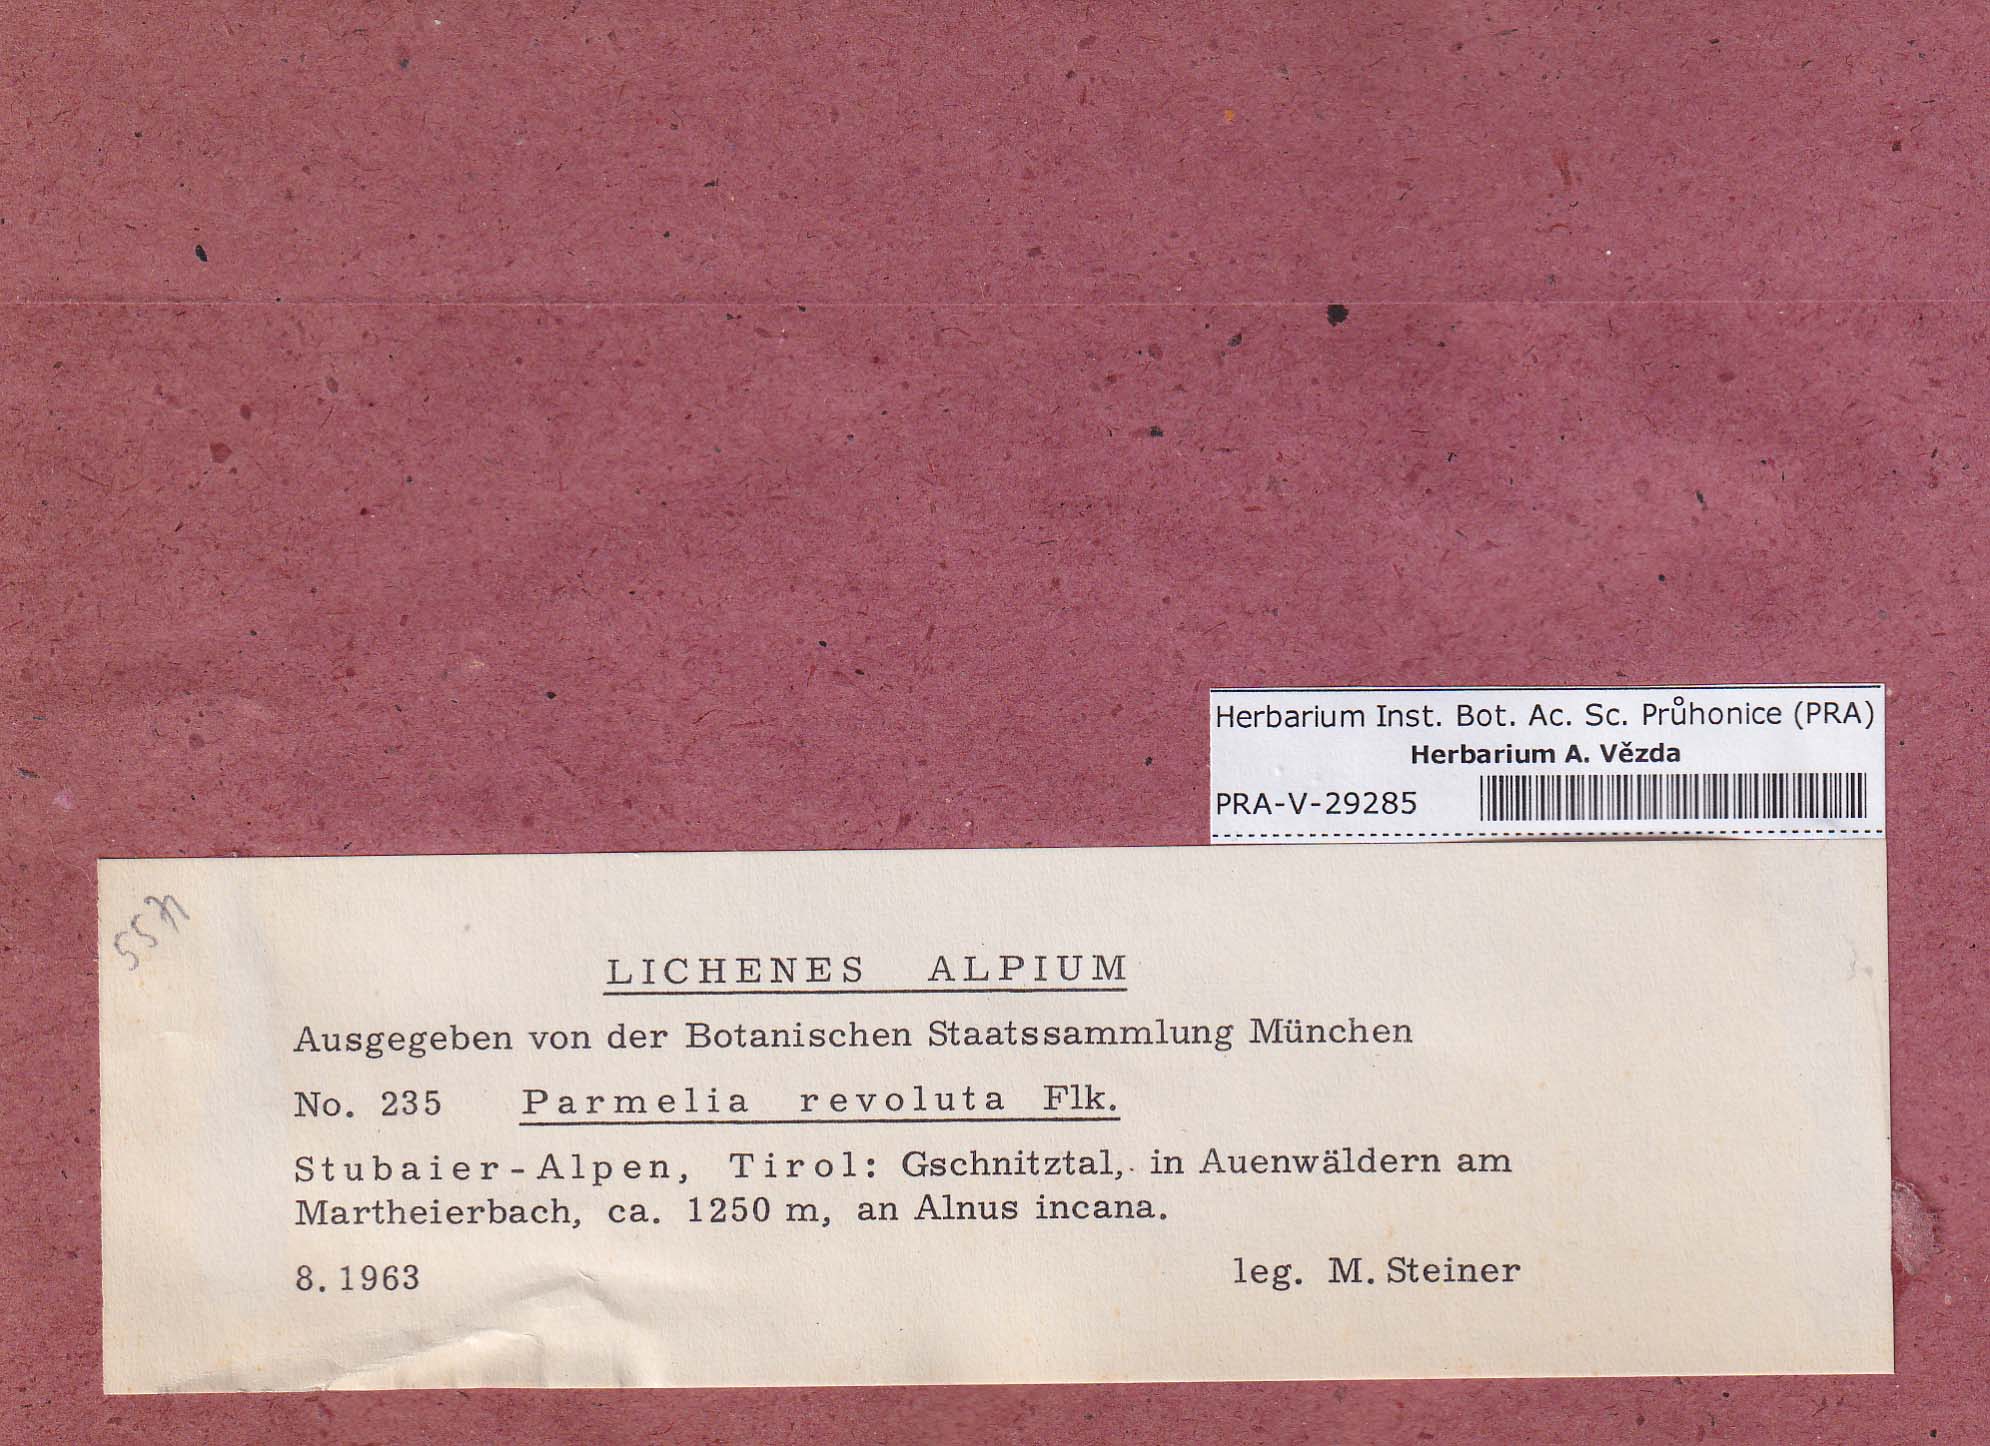 Herbarium Inst. Bot. Ac. Sc. Průhonice (PRA)
Herbarium A. Vězda
PRA-V-29285
LICHENES ALPIUM
Ausgegeben von der Botanischen Staatssammlung München
No. 235 Parmelia revoluta Flk.
Stubaier-Alpen, Tirol: Gschnitztal, in Auenwäldern am
Martheierbach, ca. 1250 m, an Alnus incana.
8.1963 leg. M. Steiner